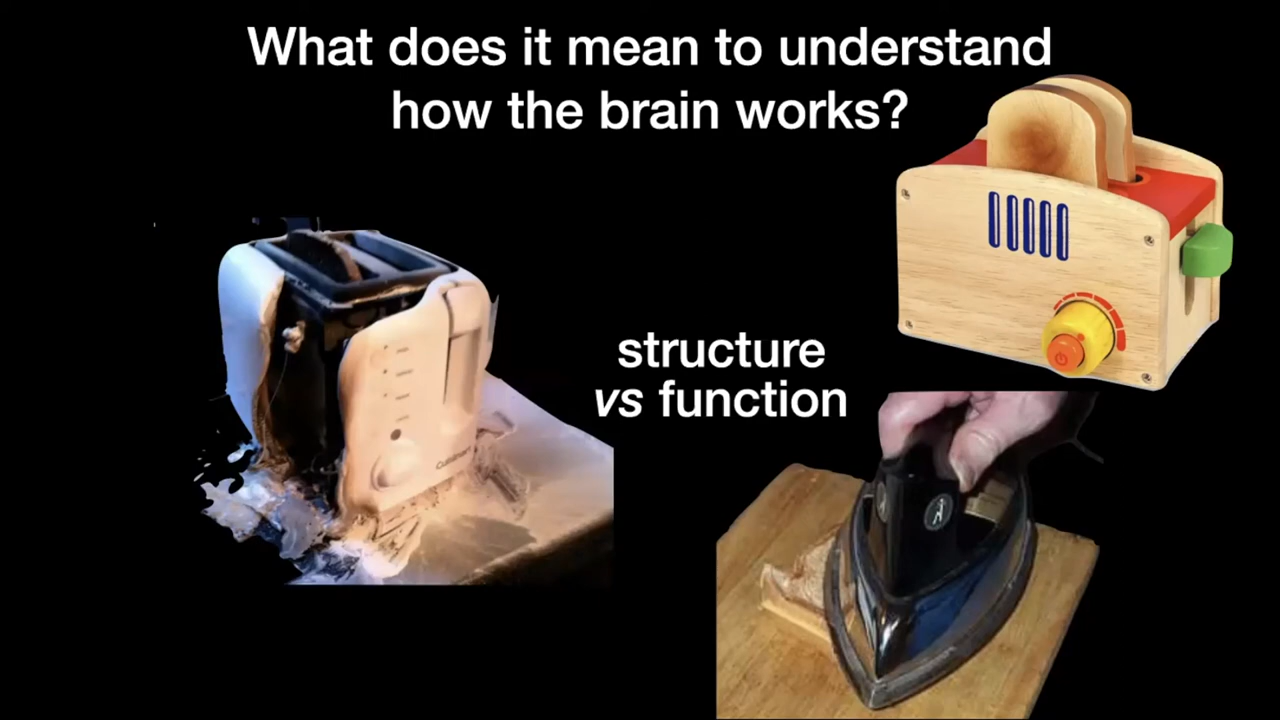 What does it mean to understand
how the brain works?
structure
vs function